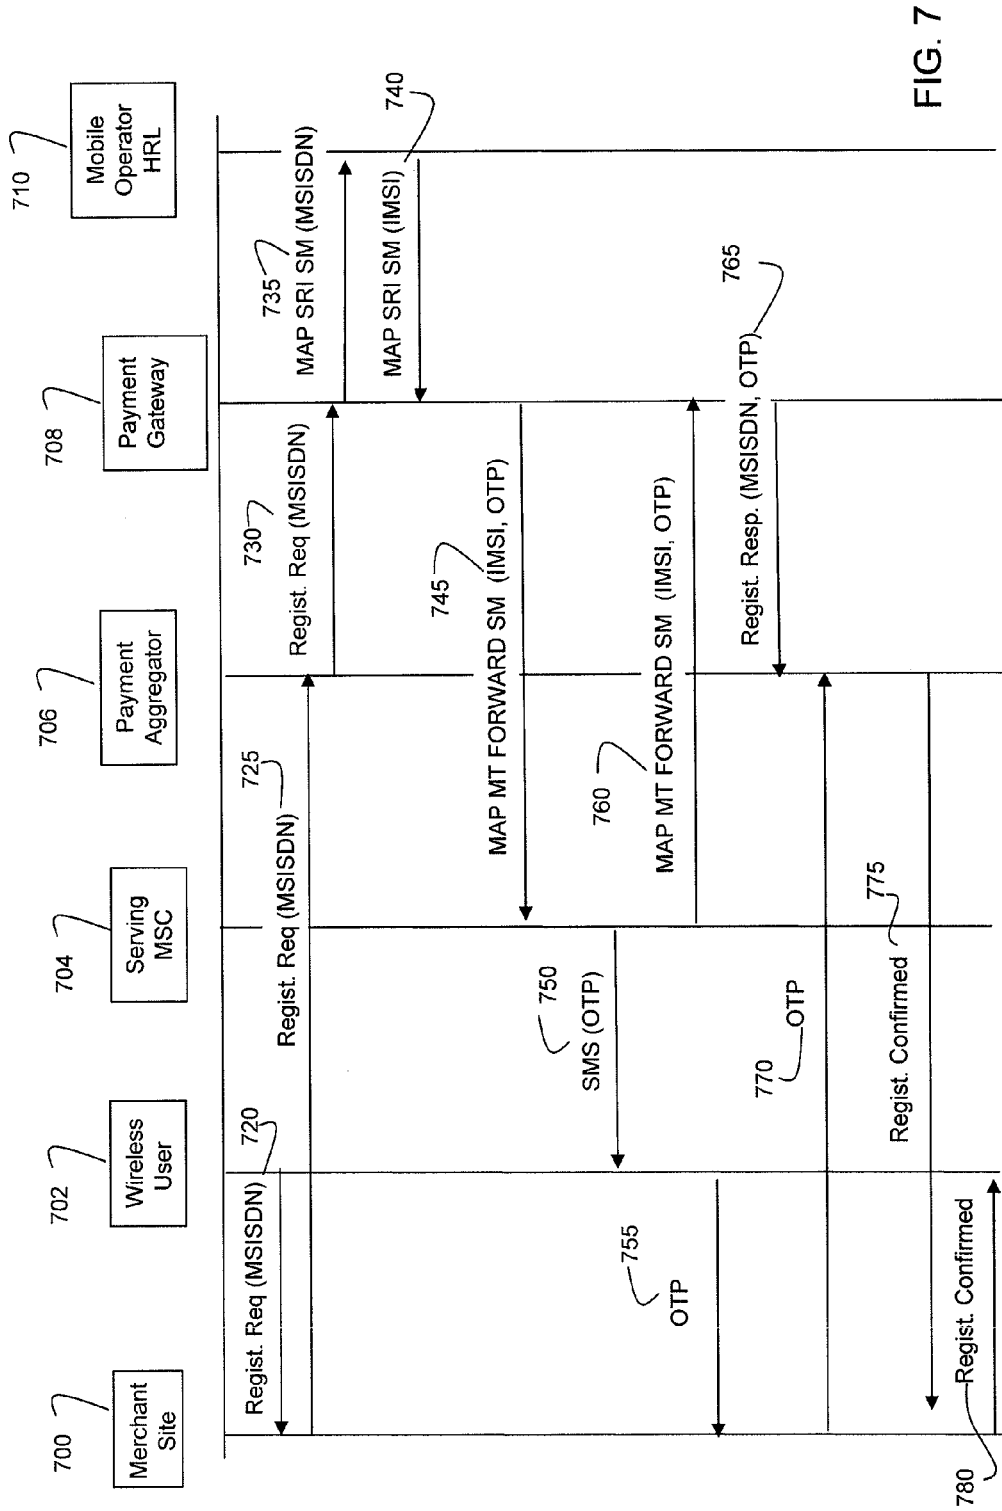 700
702
704
706
708
710
Merchant
Site
Wireless
User
Serving
MSC
Payment
Aggregator
Payment
Gateway
Mobile
Operator
HRL
Regist. Req (MSISDN)
720
Regist. Req (MSISDN)
725
730
Regist. Req (MSISDN)
735
MAP SRI SM (MSISDN)
MAP SRI SM (IMSI)
740
745
MAP MT FORWARD SM (IMSI, OTP)
750
SMS (OTP)
755
OTP
760
MAP MT FORWARD SM (IMSI, OTP)
765
Regist. Resp. (MSISDN, OTP)
770
OTP
775
Regist. Confirmed
780
Regist. Confirmed
FIG. 7